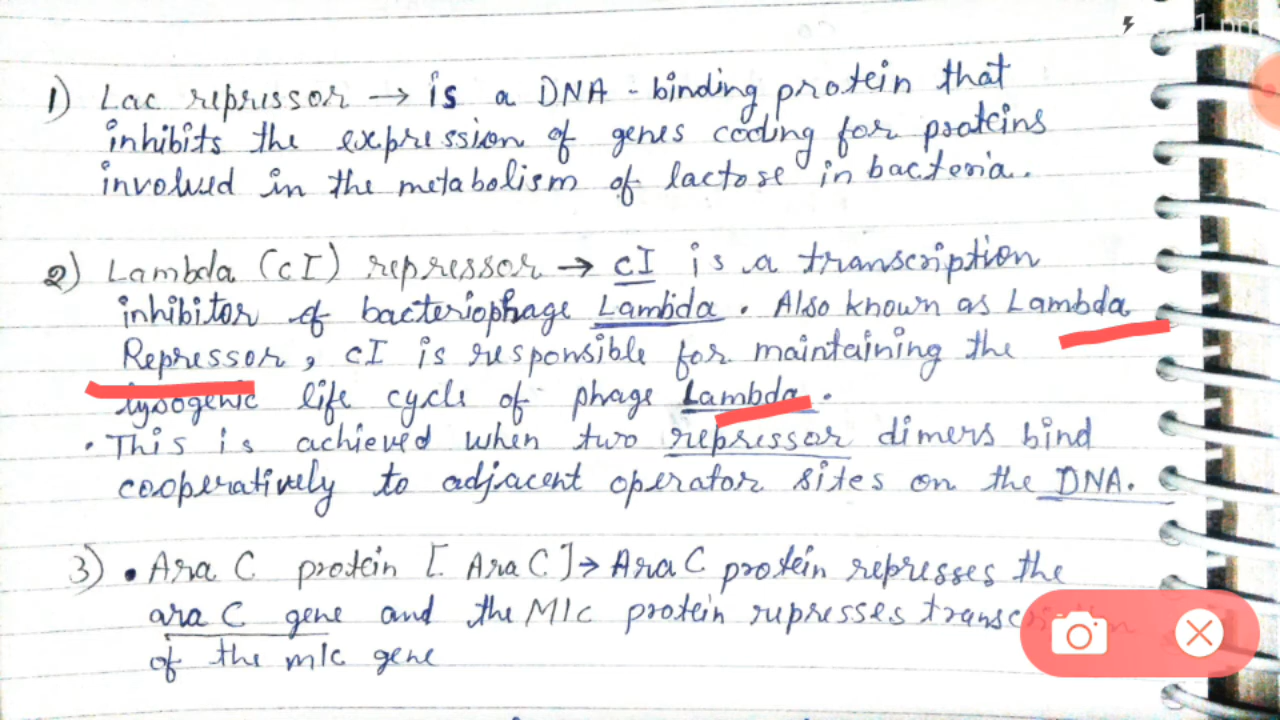 1) Lac repressor → is a DNA - binding protein that
inhibits the expression of genes coding for proteins
involved in the metabolism of lactose in bacteria.
2) Lambda (cI) repressor → cI is a transcription
inhibitor of bacteriophage Lambda. Also known as Lambda
Repressor, cI is responsible for maintaining the
lysogenic life cycle of phage Lambda.
• This is achieved when two repressor dimers bind
cooperatively to adjacent operator sites on the DNA.
3) • Ara C protein [AraC] → AraC protein represses the
ara C gene and the Mlc protein represses
of the mlc gene